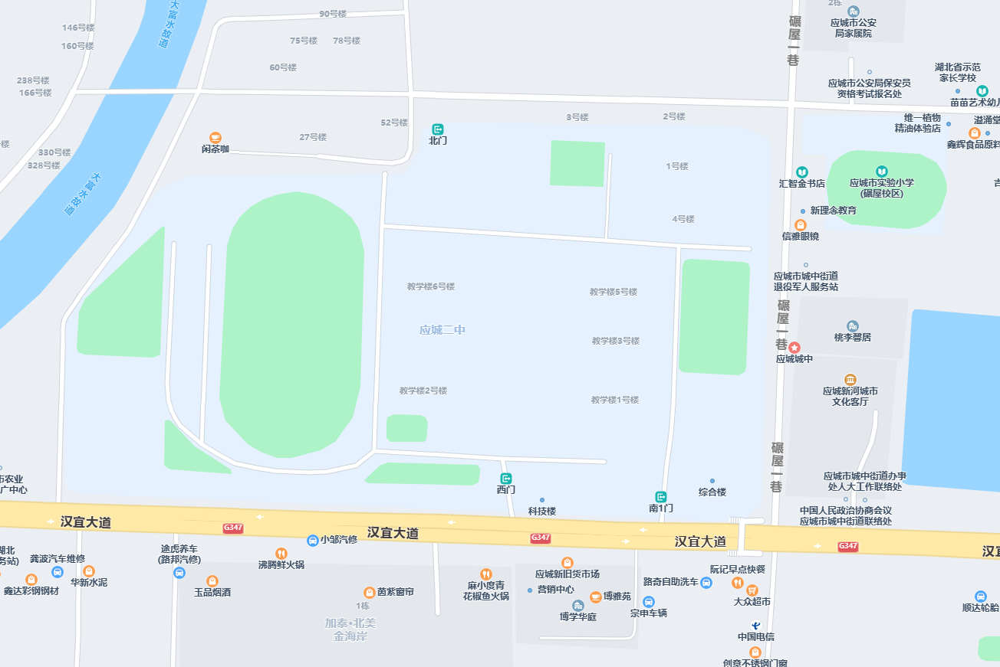 90号楼
大富水故道
2栋
应城市公安
局家属院
146号楼
160号楼
75号楼
78号楼
碾屋一巷
60号楼
湖北省示范
家长学校
238号楼
166号楼
应城市公安局保安员
资格考试报名处
苗苗艺术幼儿
3号楼
2号楼
52号楼
维一植物
精油体验店
溢涌堂
27号楼
北门
闲茶咖
鑫辉食品原料
号楼
330号楼
328号楼
1号楼
大富水故道
汇智金书店
应城市实验小学
(碾屋校区)
新理念教育
4号楼
信雅眼镜
应城市城中街道
退役军人服务站
教学楼6号楼
教学楼5号楼
碾屋一巷
应城二中
教学楼3号楼
桃李馨居
应城城中
教学楼2号楼
教学楼1号楼
应城新河城市
文化客厅
碾屋一巷
市农业
广中心
西门
综合楼
应城市城中街道办事
处人大工作联络处
科技楼
南1门
中国人民政治协商会议
应城市城中街道联络处
汉宜大道
G347
汉宜大道
G347
汉宜大道
G347
汉宜
小邹汽修
湖北
务站)
龚波汽车维修
途虎养车
(路邦汽修)
沸腾鲜火锅
应城新旧货市场
阮记早点快餐
路奇自助洗车
鑫达彩钢钢材
华新水泥
玉品烟酒
茵紫窗帘
1栋
麻小度青
花椒鱼火锅
营销中心
博雅苑
大众超市
博学华庭
宗申车辆
顺达轮胎
加泰·北美
金海岸
中国电信
创意不锈钢门窗